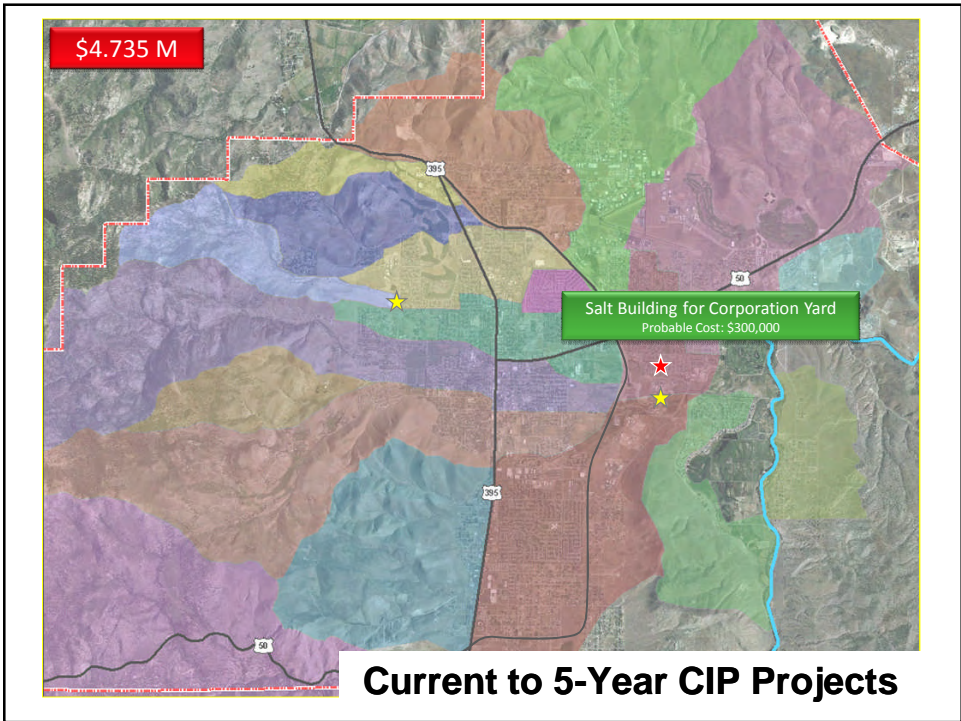 $4.735 M
395
50
Salt Building for Corporation Yard
Probable Cost: $300,000
395
50
Current to 5-Year CIP Projects